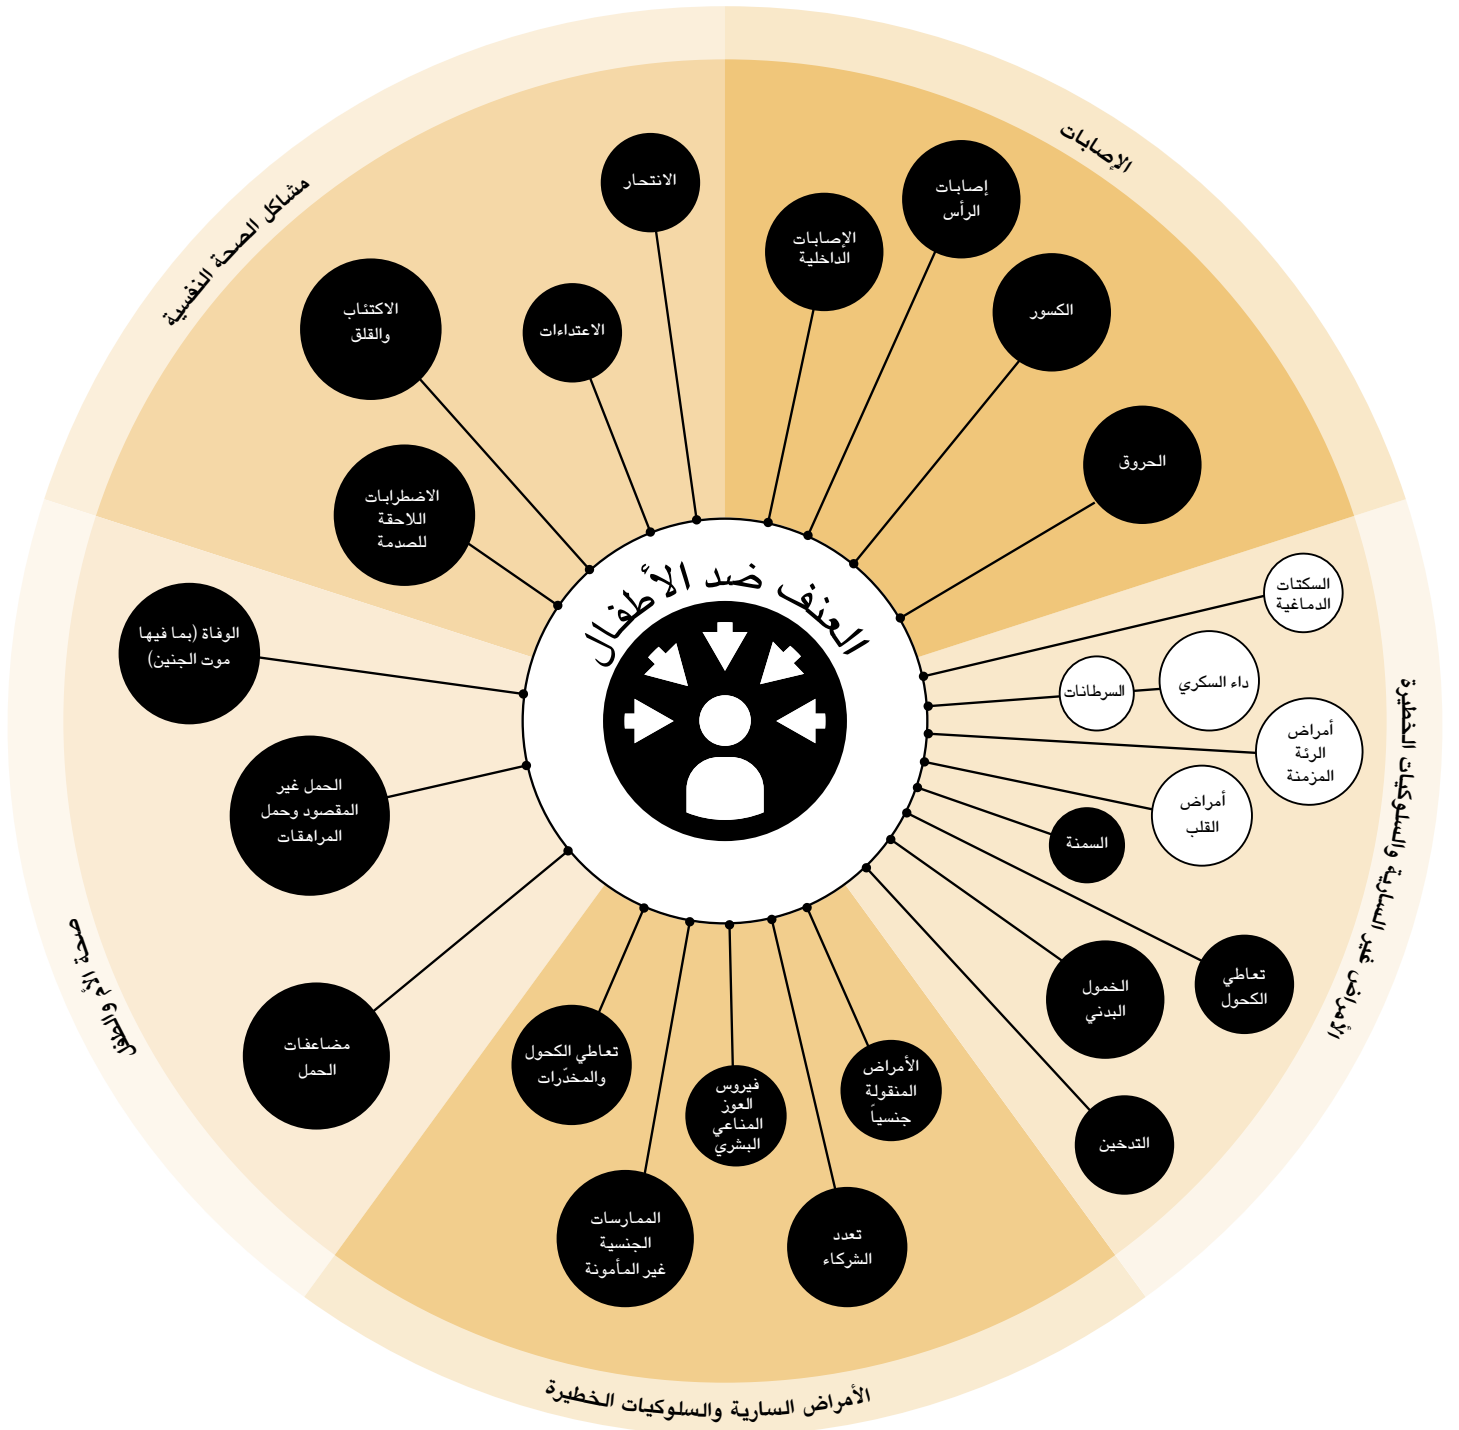 العنف ضد الأطفال
الإصابات
الإصابات
الداخلية
إصابات
الرأس
الكسور
الحروق
الأمراض غير السارية والسلوكيات الخطيرة
السكتات
الدماغية
السرطانات
داء السكري
أمراض
الرئة
المزمنة
أمراض
القلب
السمنة
تعاطي
الكحول
الخمول
البدني
التدخين
الأمراض السارية والسلوكيات الخطيرة
الأمراض
المنقولة
جنسياً
تعدد
الشركاء
فيروس
العوز
المناعي
البشري
الممارسات
الجنسية
غير المأمونة
تعاطي الكحول
والمخدّرات
صحة الأم والطفل
مضاعفات
الحمل
الحمل غير
المقصود وحمل
المراهقات
الوفاة (بما فيها
موت الجنين)
مشاكل الصحة النفسية
الاضطرابات
اللاحقة
للصدمة
الاكتئاب
والقلق
الاعتداءات
الانتحار